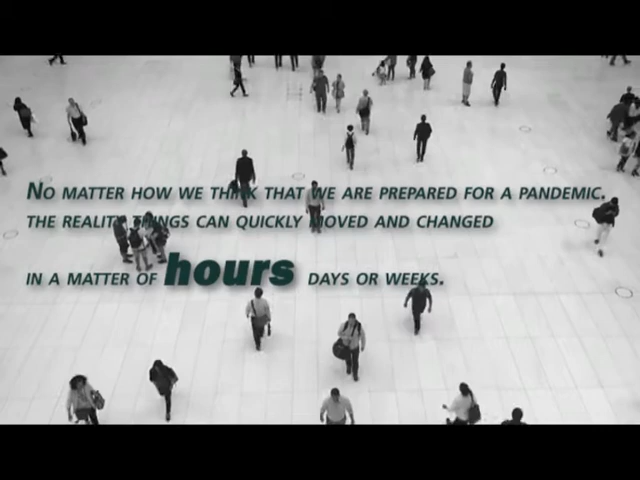 NO MATTER HOW WE THINK THAT WE ARE PREPARED FOR A PANDEMIC.
THE REALITY THINGS CAN QUICKLY MOVED AND CHANGED
IN A MATTER OF hours DAYS OR WEEKS.